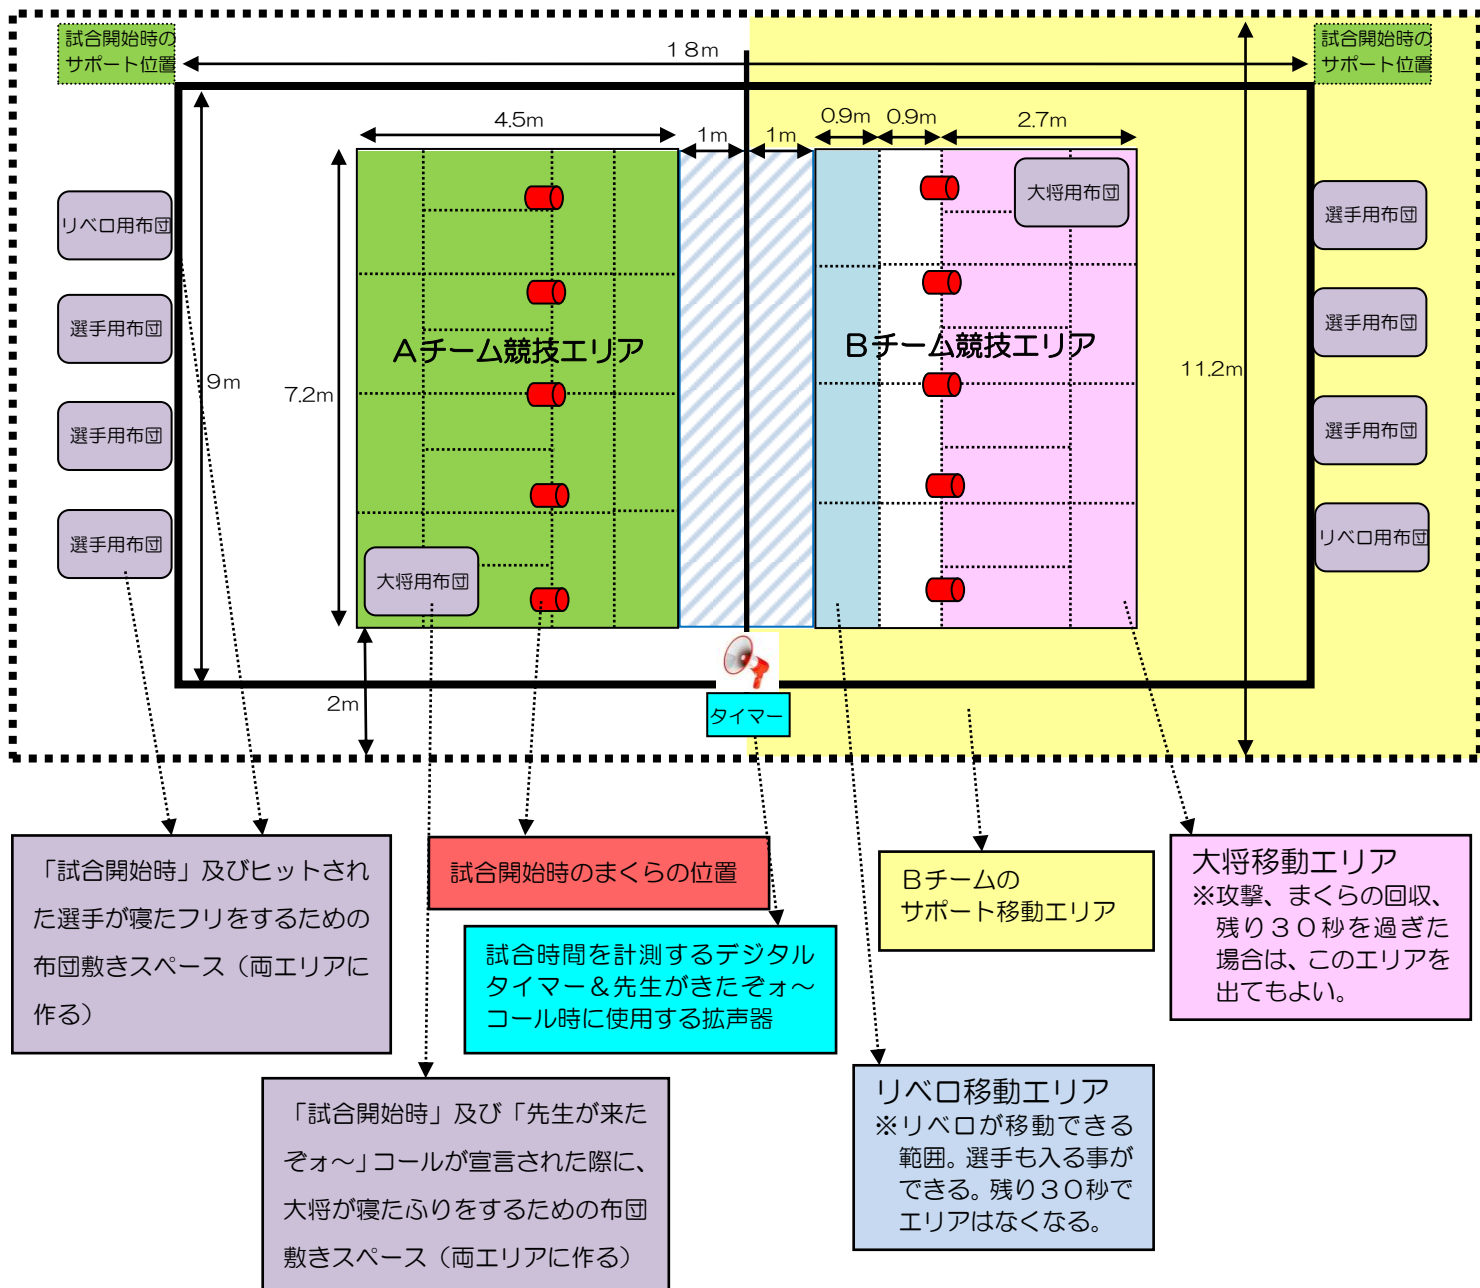 試合開始時の
サポート位置
18m
試合開始時の
サポート位置
4.5m
1m
1m
0.9m
0.9m
2.7m
リベロ用布団
選手用布団
選手用布団
選手用布団
9m
7.2m
Aチーム競技エリア
大将用布団
Bチーム競技エリア
大将用布団
11.2m
選手用布団
選手用布団
選手用布団
リベロ用布団
2m
タイマー
「試合開始時」及びヒットされ
た選手が寝たフリをするための
布団敷きスペース（両エリアに
作る）
試合開始時のまくらの位置
試合時間を計測するデジタル
タイマー＆先生がきたぞォ～
コール時に使用する拡声器
Bチームの
サポート移動エリア
大将移動エリア
※攻撃、まくらの回収、
残り３０秒を過ぎた
場合は、このエリアを
出てもよい。
「試合開始時」及び「先生が来た
ぞォ～」コールが宣言された際に、
大将が寝たふりをするための布団
敷きスペース（両エリアに作る）
リベロ移動エリア
※リベロが移動できる
範囲。選手も入る事が
できる。残り３０秒で
エリアはなくなる。